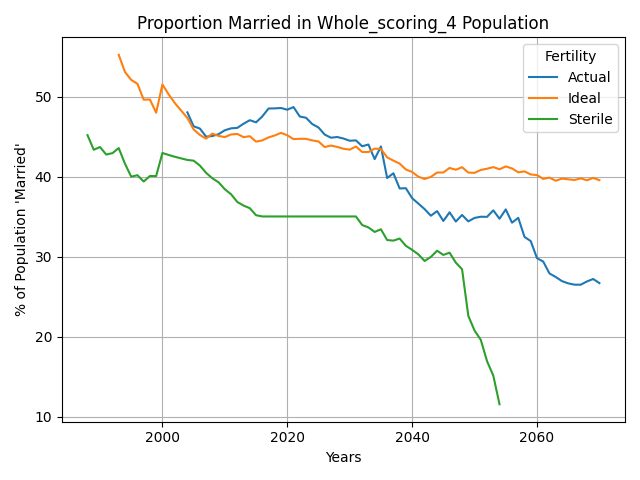 Proportion Married in Whole_scoring_4 Population
Fertility
Actual
Ideal
Sterile
% of Population 'Married'
50
40
30
20
10
2000 2020 2040 2060
Years